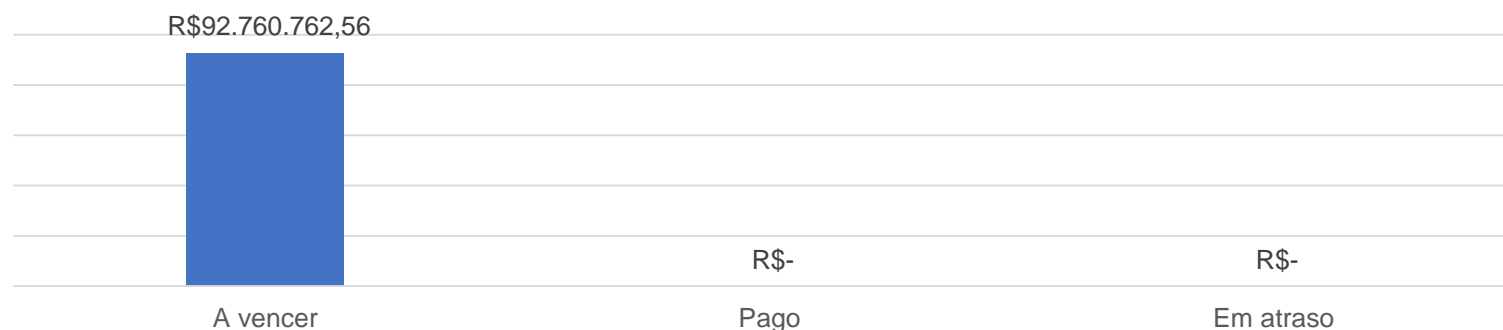 R$92.760.762,56
R$-
R$-
A vencer
Pago
Em atraso